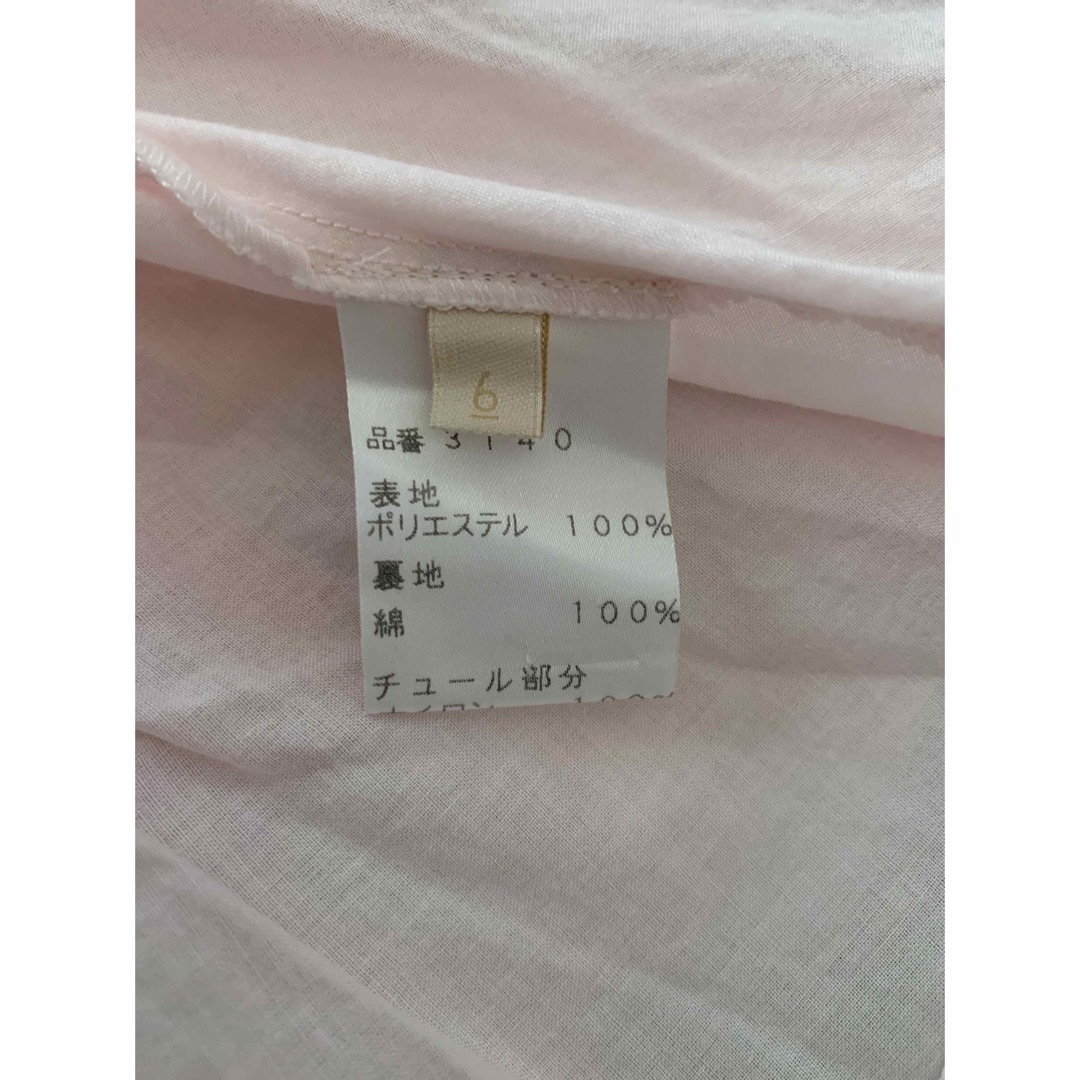 6
品番 3140
表地
ポリエステル 100%
裏地
綿 100%
チュール部分